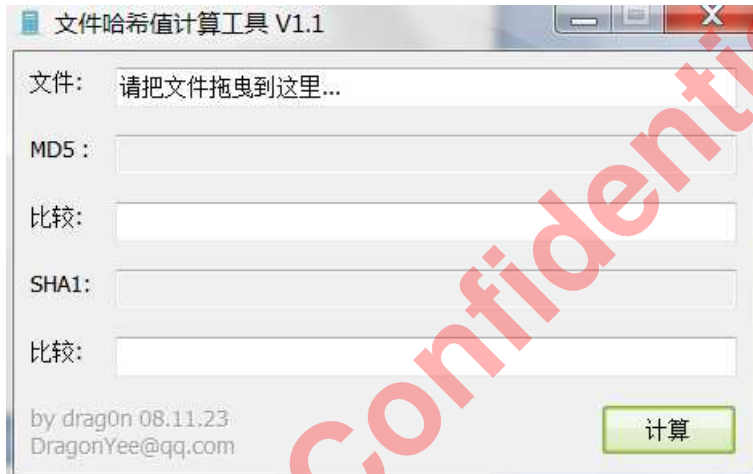 文件哈希值计算工具 V1.1
文件: 请把文件拖曳到这里...
MD5 :
比较:
SHA1:
比较:
by drag0n 08.11.23
DragonYee@qq.com
计算
Confidenti